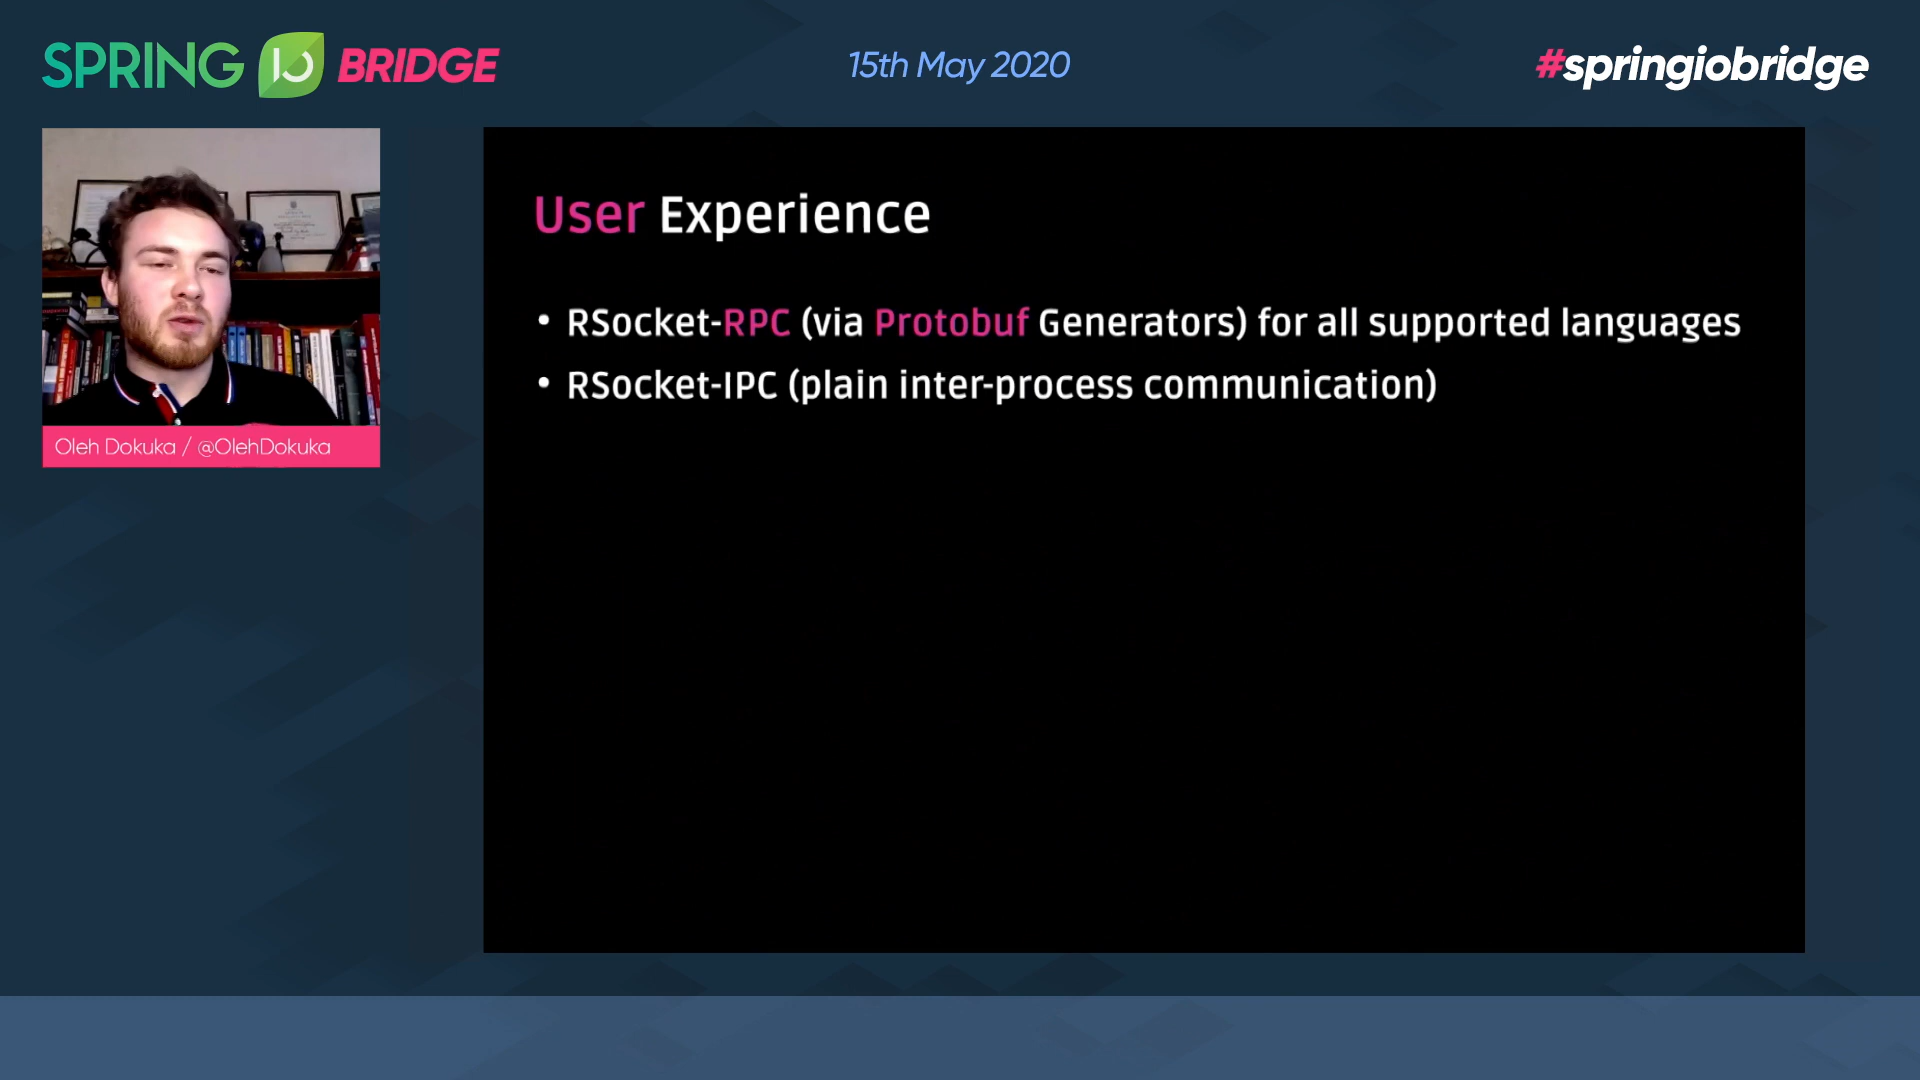 SPRING IO BRIDGE
15th May 2020
#springiobridge
Oleh Dokuka / @OlehDokuka
User Experience
• RSocket-RPC (via Protobuf Generators) for all supported languages
• RSocket-IPC (plain inter-process communication)